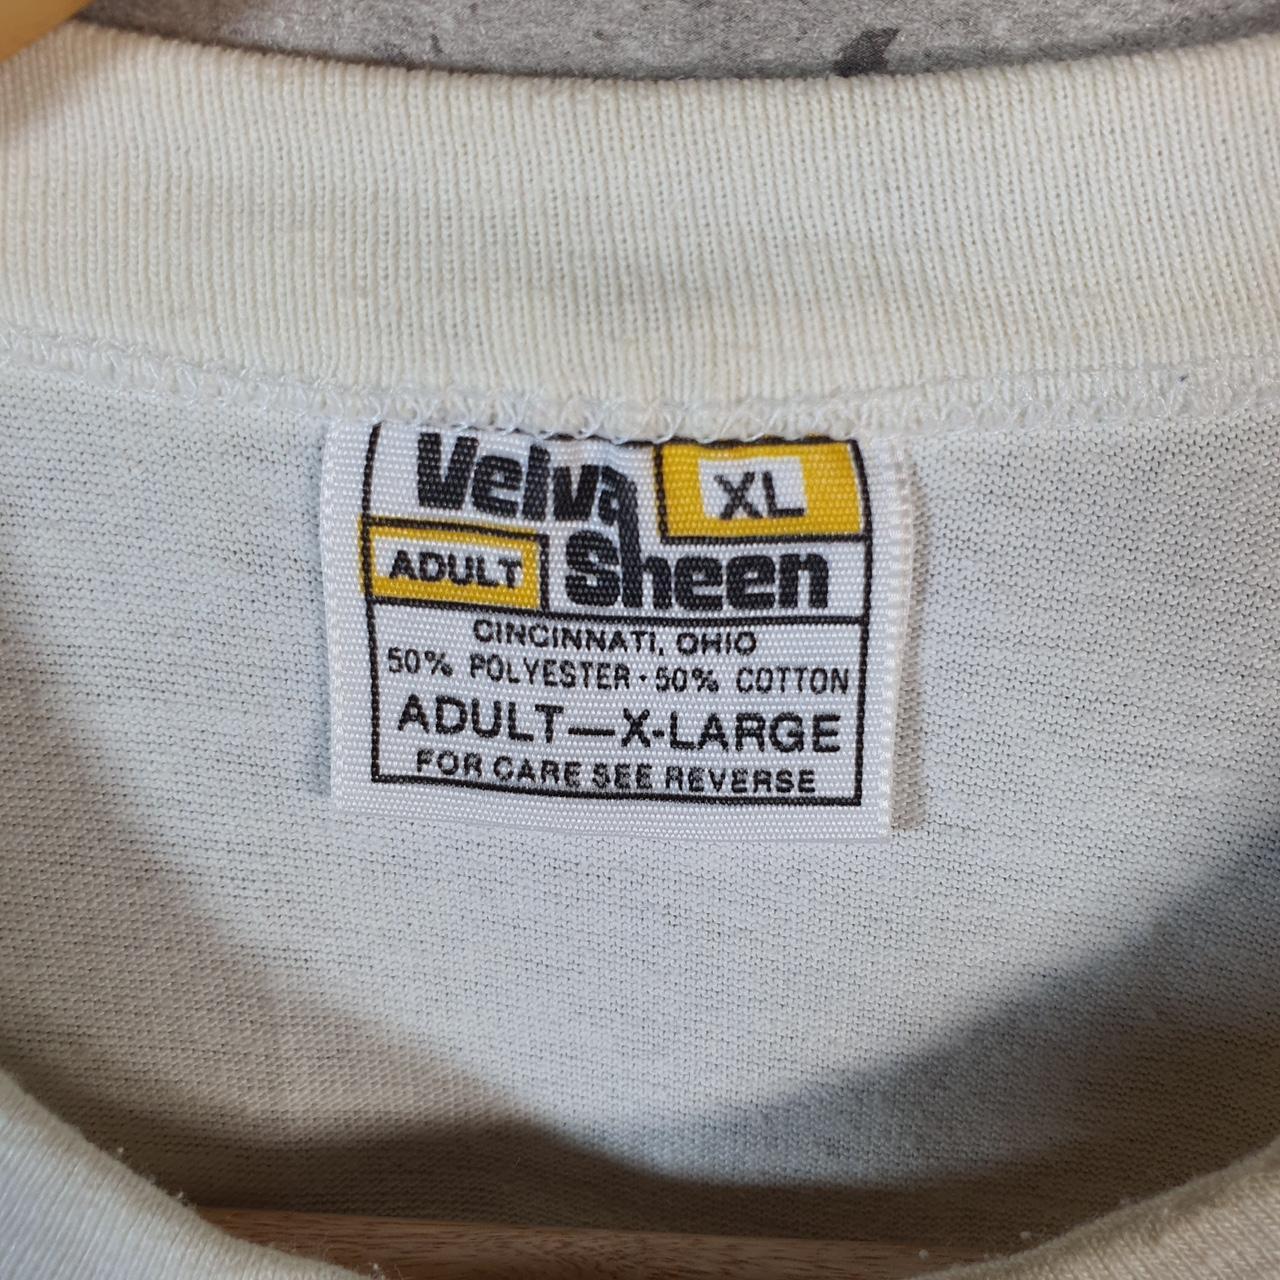 Velva XL
ADULT Sheen
CINCINNATI, OHIO
50% POLYESTER · 50% COTTON
ADULT—X-LARGE
FOR CARE SEE REVERSE